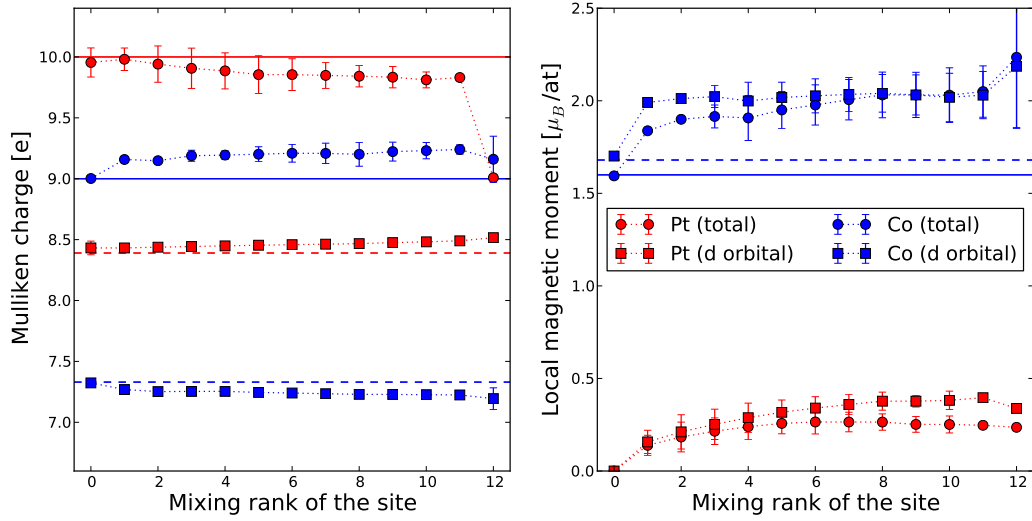 Mulliken charge [e]
10.0
9.5
9.0
8.5
8.0
7.5
7.0
0 2 4 6 8 10 12
Mixing rank of the site
Local magnetic moment [μ_B/at]
2.5
2.0
1.5
1.0
0.5
0.0
Pt (total) Co (total)
Pt (d orbital) Co (d orbital)
0 2 4 6 8 10 12
Mixing rank of the site